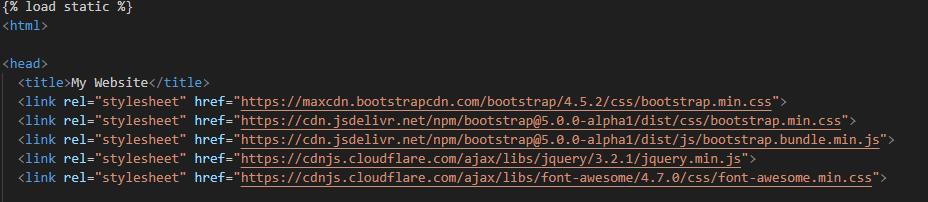 {% load static %}
<html>
<head>
<title>My Website</title>
<link rel="stylesheet" href="https://maxcdn.bootstrapcdn.com/bootstrap/4.5.2/css/bootstrap.min.css">
<link rel="stylesheet" href="https://cdn.jsdelivr.net/npm/bootstrap@5.0.0-alpha1/dist/css/bootstrap.min.css">
<link rel="stylesheet" href="https://cdn.jsdelivr.net/npm/bootstrap@5.0.0-alpha1/dist/js/bootstrap.bundle.min.js">
<link rel="stylesheet" href="https://cdnjs.cloudflare.com/ajax/libs/jquery/3.2.1/jquery.min.js">
<link rel="stylesheet" href="https://cdnjs.cloudflare.com/ajax/libs/font-awesome/4.7.0/css/font-awesome.min.css">